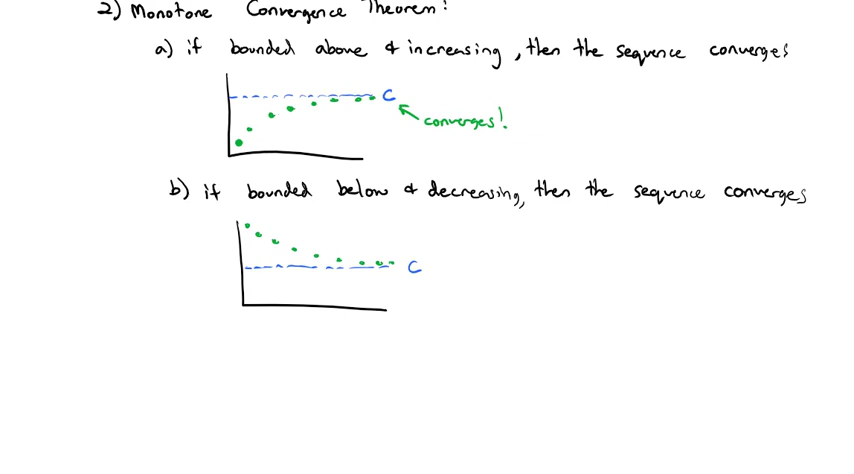 2) Monotone Convergence Theorem:
a) if bounded above & increasing, then the sequence converges
C
converges!
b) if bounded below & decreasing, then the sequence converges
C